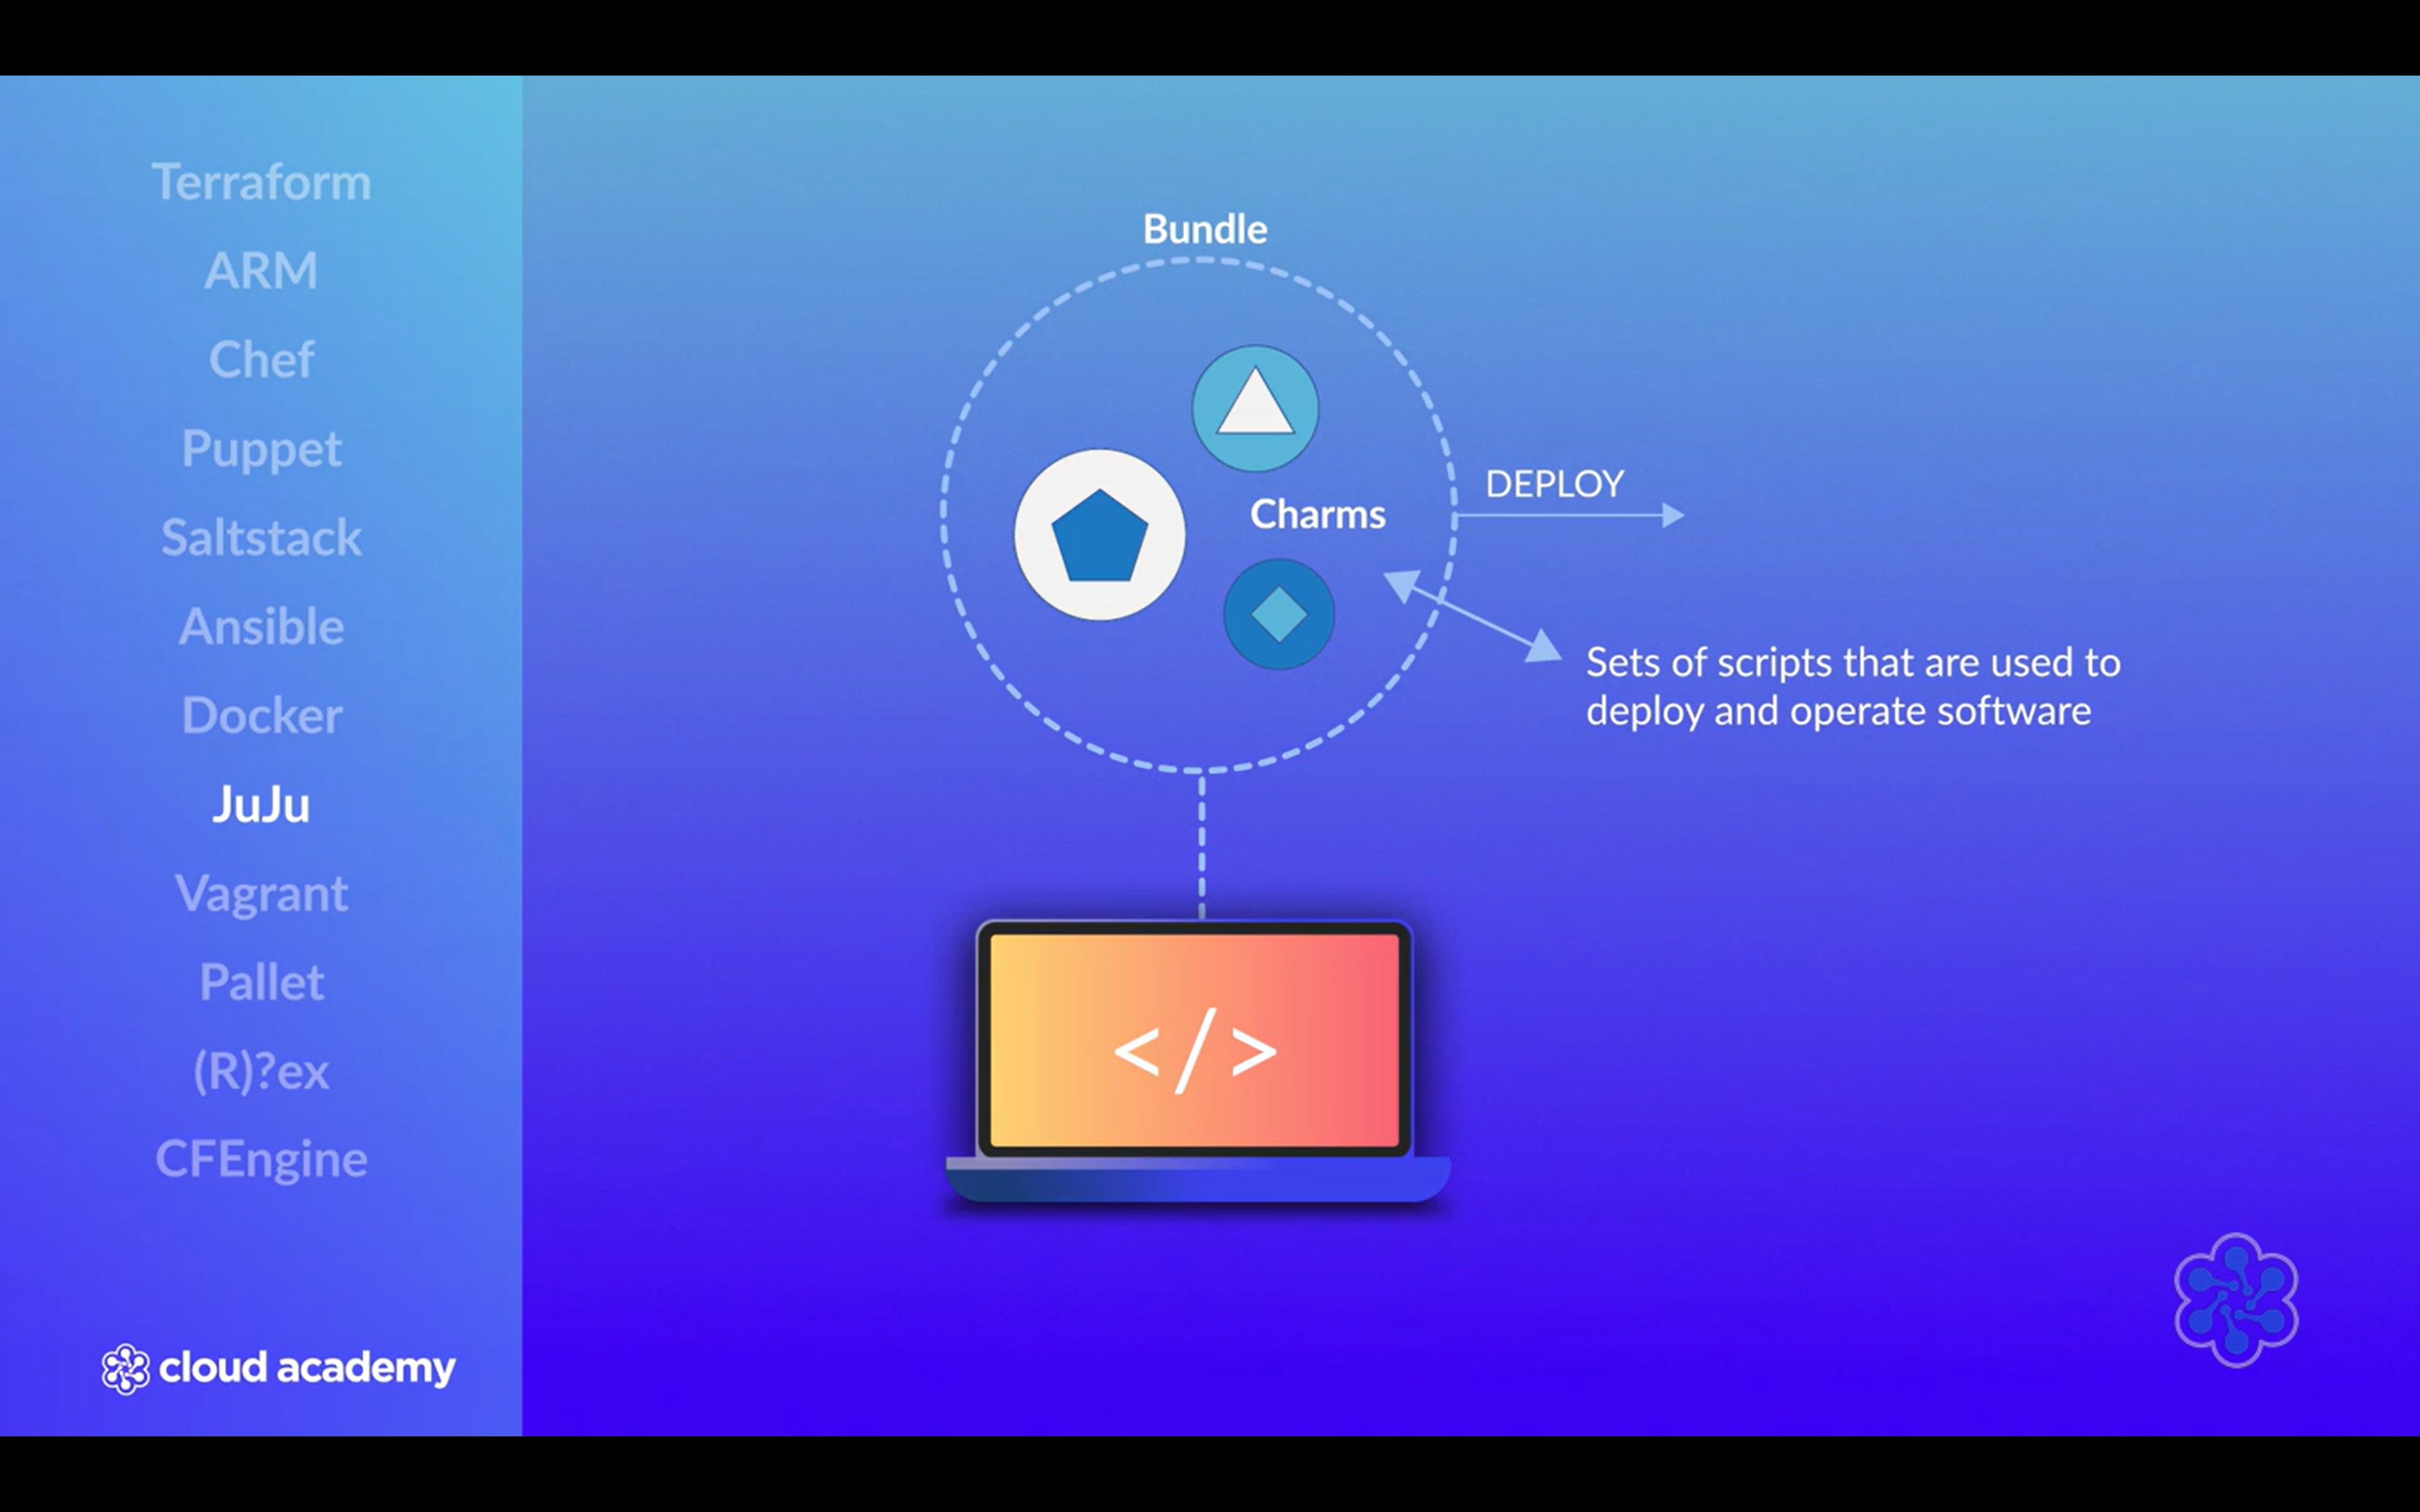 Terraform
ARM
Chef
Puppet
Saltstack
Ansible
Docker
JuJu
Vagrant
Pallet
(R)?ex
CFEngine
cloud academy
Bundle
Charms
DEPLOY
Sets of scripts that are used to
deploy and operate software
</>